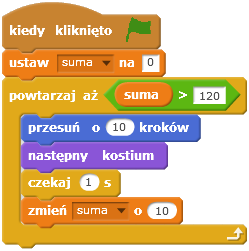 kiedy kliknięto
ustaw suma na 0
powtarzaj aż suma > 120
przesuń o 10 kroków
następny kostium
czekaj 1 s
zmień suma o 10